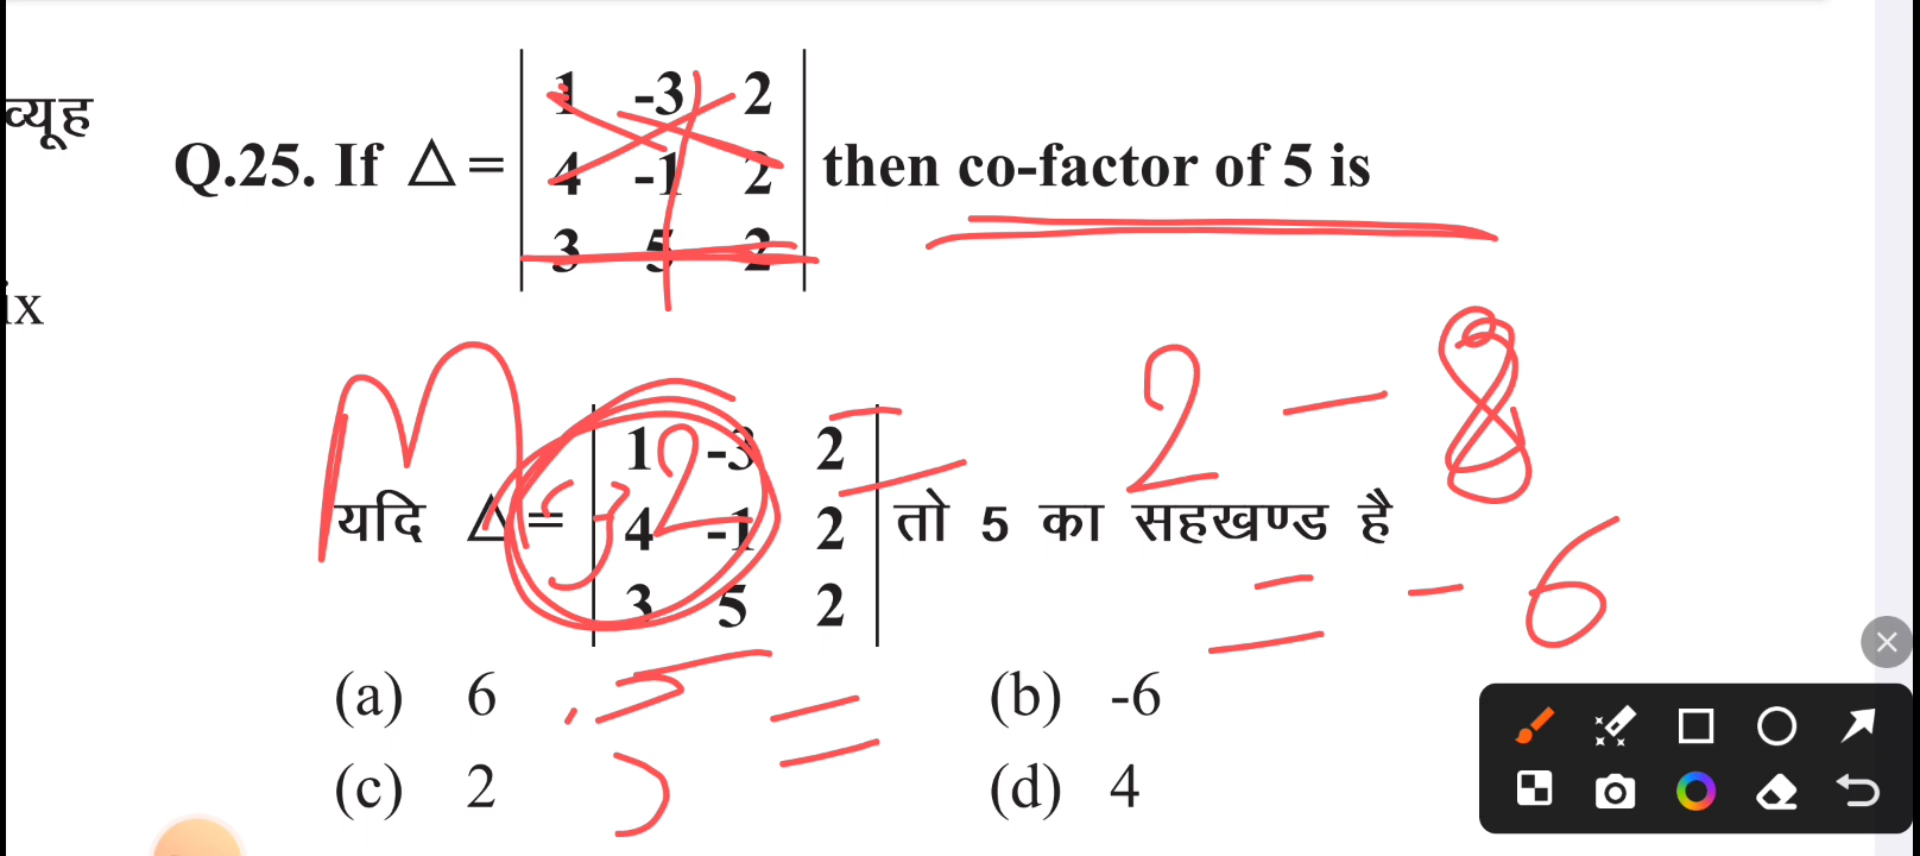 व्यूह
1 -3 2
Q.25. If △ = 4 -1 2 then co-factor of 5 is
3 5 2
ix
M32 = 2 - 8
1 -3 2
यदि △ = 4 -1 2 तो 5 का सहखण्ड है
3 5 2
= - 6
(a) 6 (b) -6
(c) 2 (d) 4